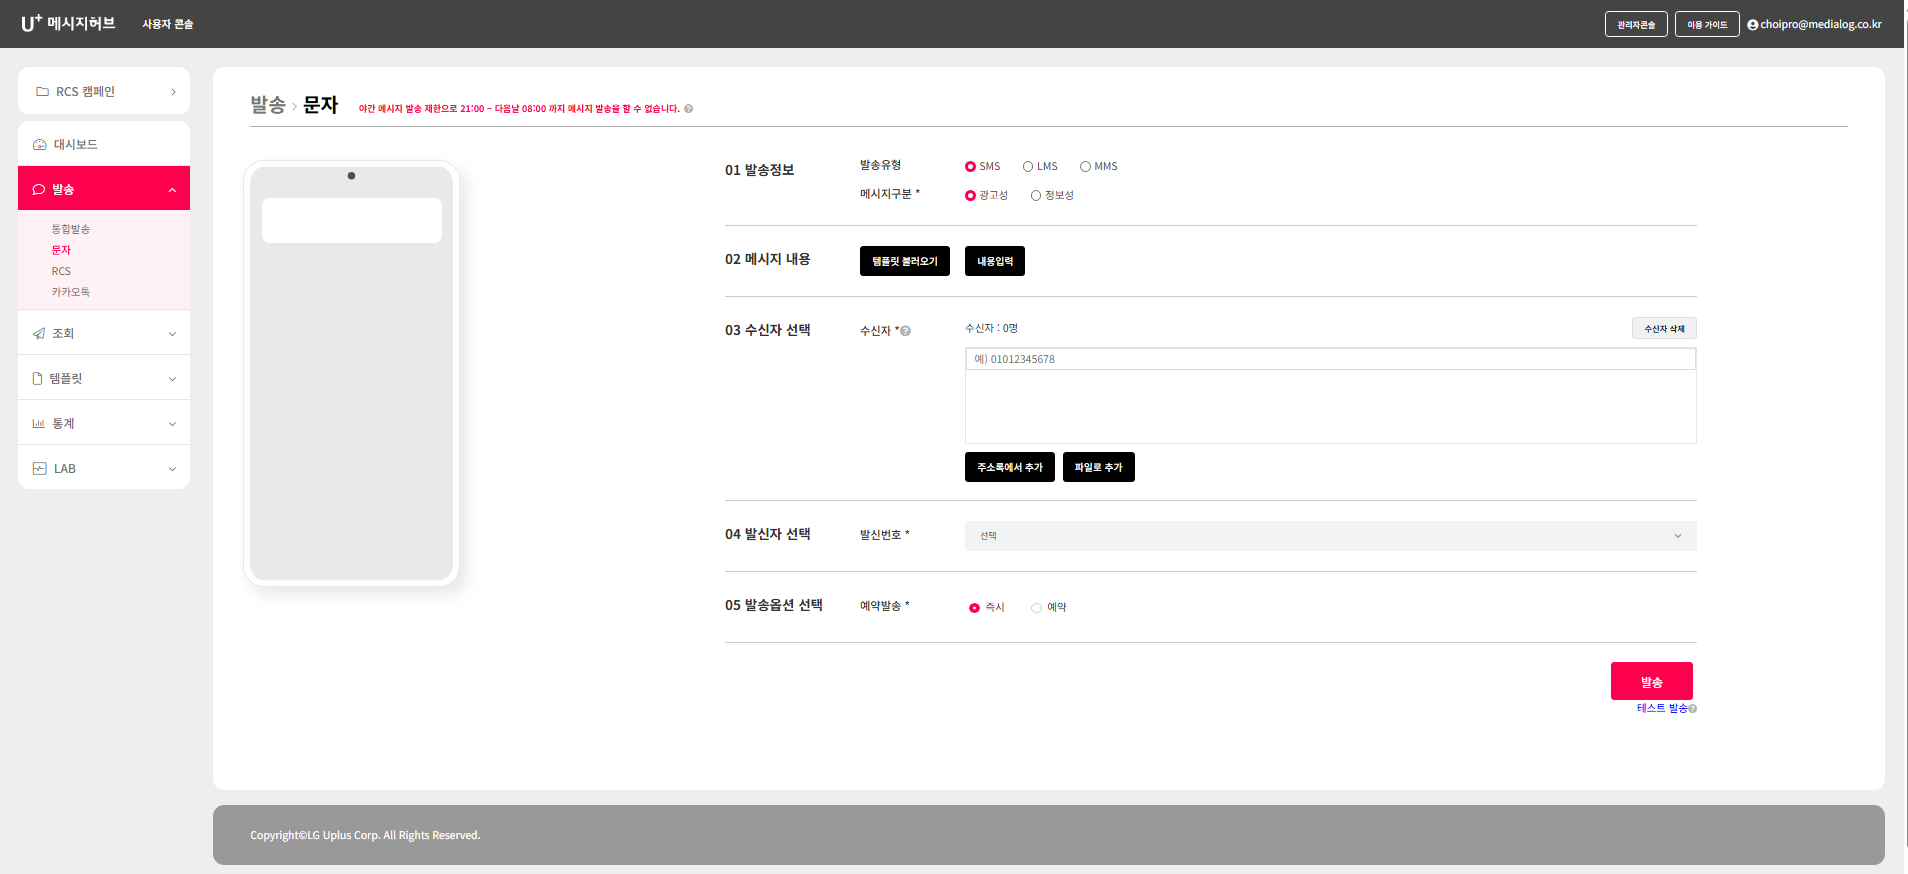 U+ 메시지허브 사용자 콘솔 관리자콘솔 이용 가이드 choipro@medialog.co.kr
RCS 캠페인
대시보드
발송
통합발송
문자
RCS
카카오톡
조회
템플릿
통계
LAB
발송 > 문자 야간 메시지 발송 제한으로 21:00 ~ 다음날 08:00 까지 메시지 발송을 할 수 없습니다. ?
01 발송정보 발송유형 SMS LMS MMS
메시지구분 * 광고성 정보성
02 메시지 내용 템플릿 불러오기 내용입력
03 수신자 선택 수신자 *? 수신자 : 0명 수신자 삭제
예) 01012345678
주소록에서 추가 파일로 추가
04 발신자 선택 발신번호 * 선택
05 발송옵션 선택 예약발송 * 즉시 예약
발송
테스트 발송?
Copyright©LG Uplus Corp. All Rights Reserved.